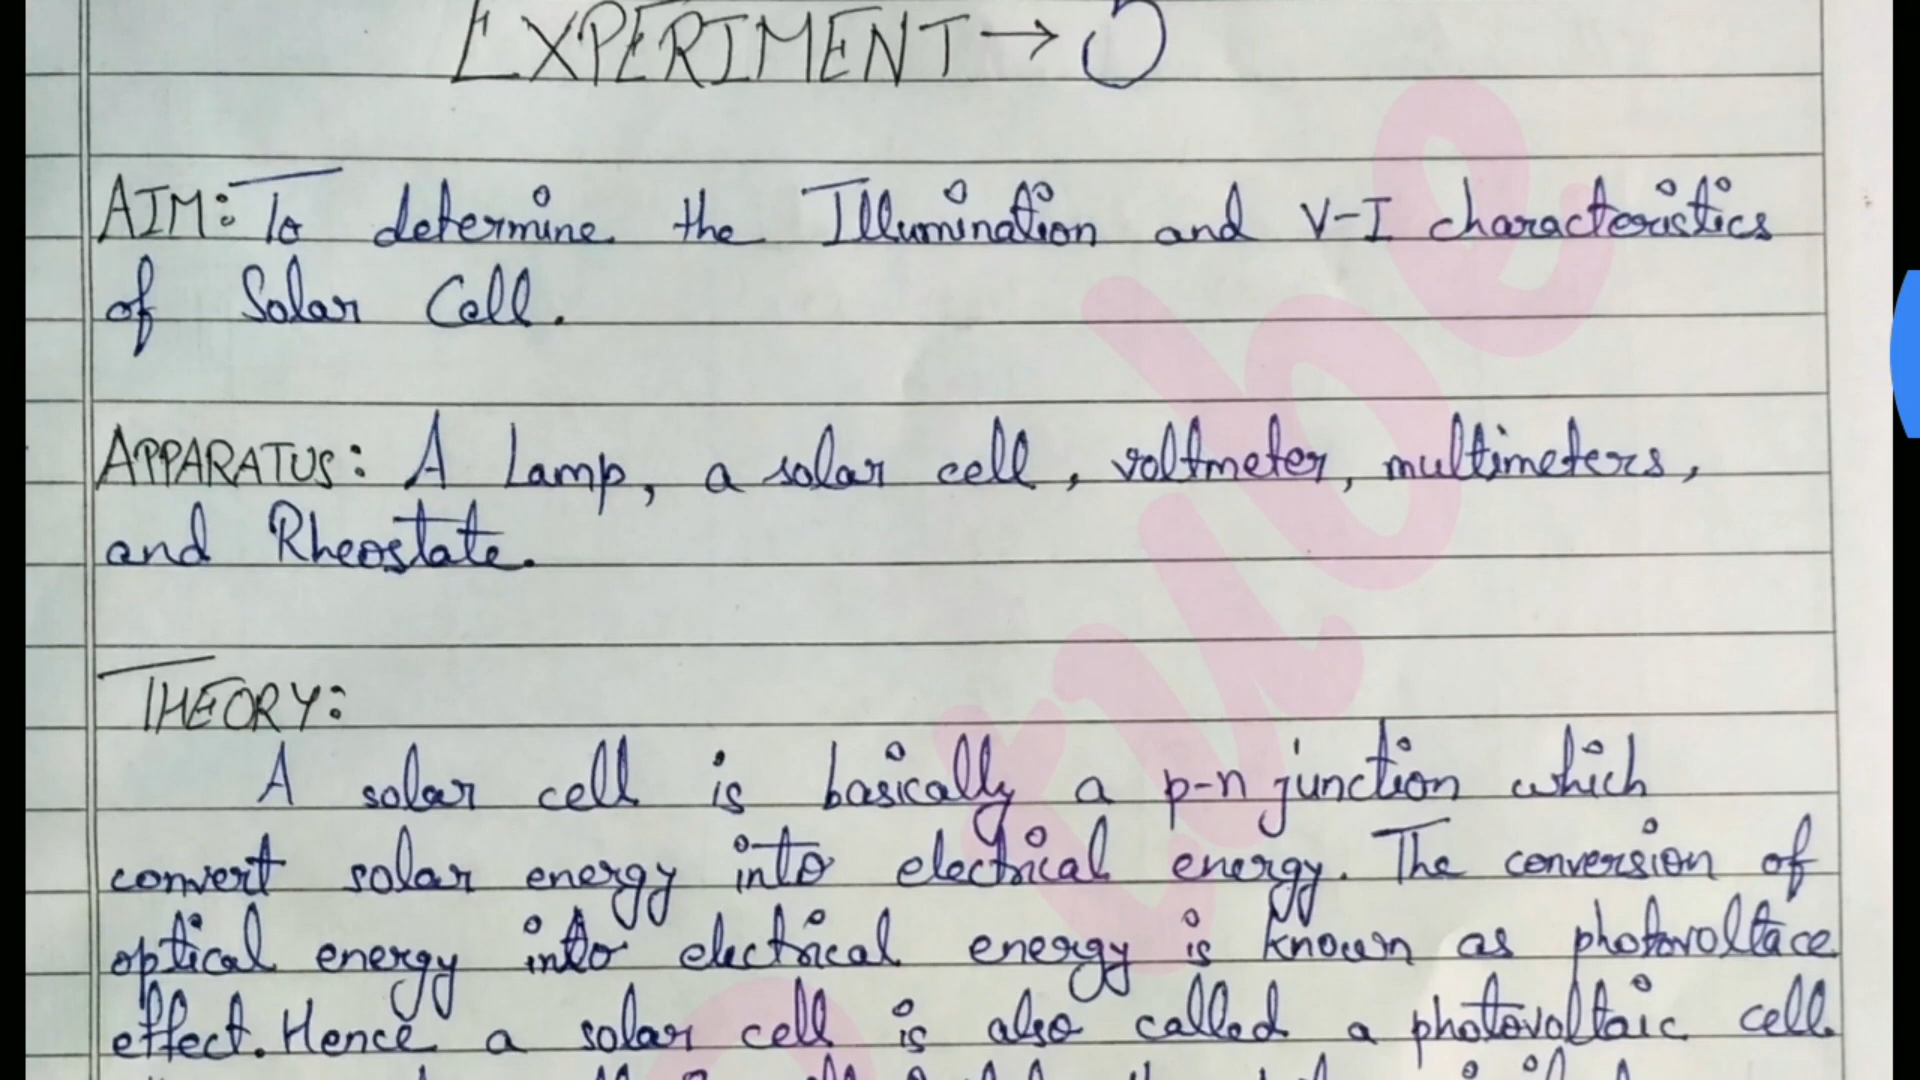 EXPERIMENT → 5
AIM: To determine the Illumination and V-I characteristics
of Solar Cell.
APPARATUS: A Lamp, a solar cell, voltmeter, multimeters,
and Rheostate.
THEORY:
A solar cell is basically a p-n junction which
convert solar energy into electrical energy. The conversion of
optical energy into electrical energy is known as photovoltace
effect. Hence a solar cell is also called a photovoltaic cell.